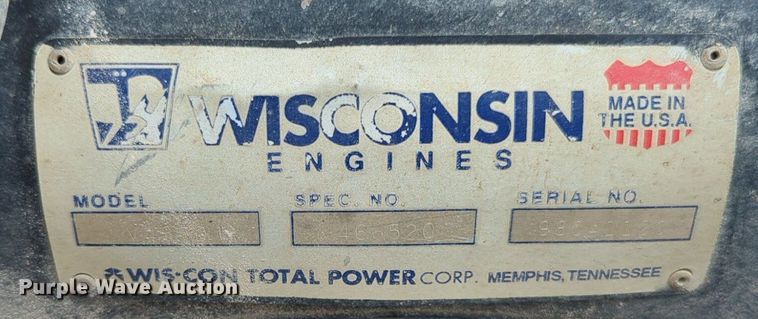 WISCONSIN
ENGINES
MADE IN
THE U.S.A.
MODEL SPEC. NO. SERIAL NO.
WIS-CON TOTAL POWER CORP. MEMPHIS, TENNESSEE
Purple Wave Auction